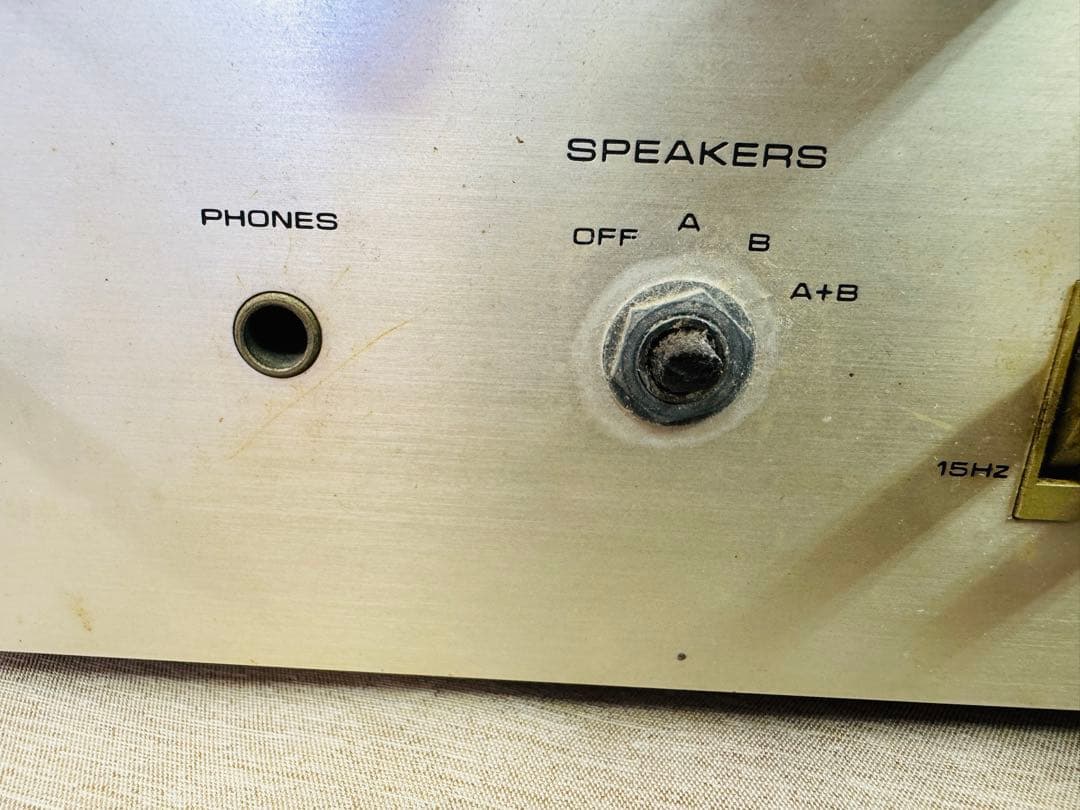 SPEAKERS
PHONES
OFF
A
B
A+B
15Hz